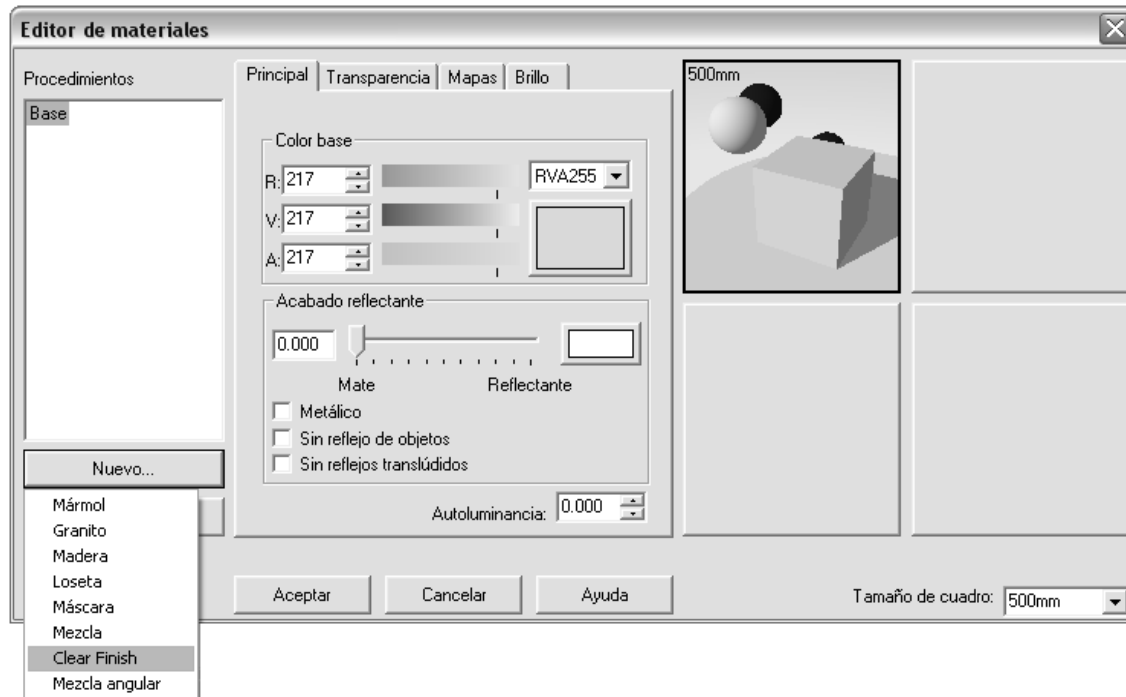 Editor de materiales
Procedimientos
Base
Nuevo...
Mármol
Granito
Madera
Loseta
Máscara
Mezcla
Clear Finish
Mezcla angular
Principal Transparencia Mapas Brillo
Color base
R: 217
RVA255
V: 217
A: 217
Acabado reflectante
0.000
Mate Reflectante
Metálico
Sin reflejo de objetos
Sin reflejos translúdidos
Autoluminancia: 0.000
Aceptar Cancelar Ayuda
500mm
Tamaño de cuadro: 500mm